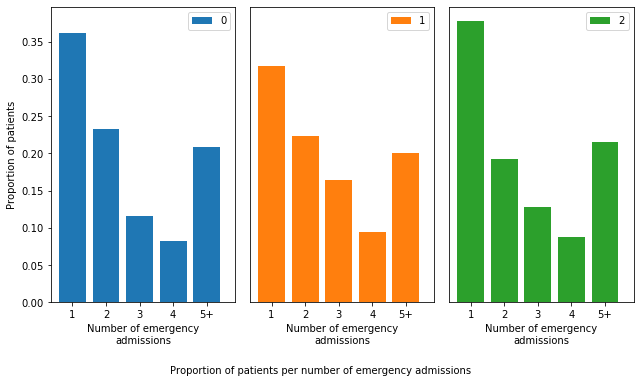 0
1
2
0.35
0.30
0.25
0.20
0.15
0.10
0.05
0.00
Proportion of patients
1 2 3 4 5+
Number of emergency
admissions
1 2 3 4 5+
Number of emergency
admissions
1 2 3 4 5+
Number of emergency
admissions
Proportion of patients per number of emergency admissions